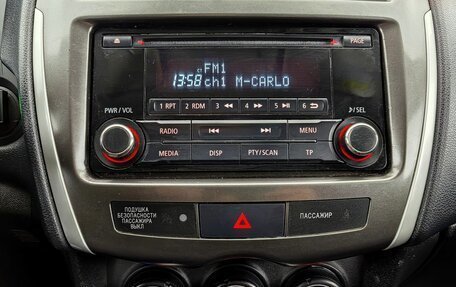 PAGE
FM1
CT 13:58 ch1 M-CARLO
1 RPT 2 RDM 3 4 5 6
PWR / VOL
/SEL
RADIO MENU
MEDIA DISP PTY/SCAN TP
ПОДУШКА
БЕЗОПАСНОСТИ
ПАССАЖИРА
ВЫКЛ
ПАССАЖИР